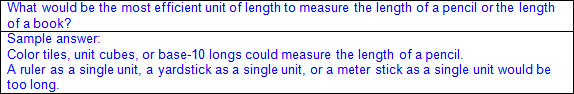 What would be the most efficient unit of length to measure the length of a pencil or the length
of a book?
Sample answer:
Color tiles, unit cubes, or base-10 longs could measure the length of a pencil.
A ruler as a single unit, a yardstick as a single unit, or a meter stick as a single unit would be
too long.